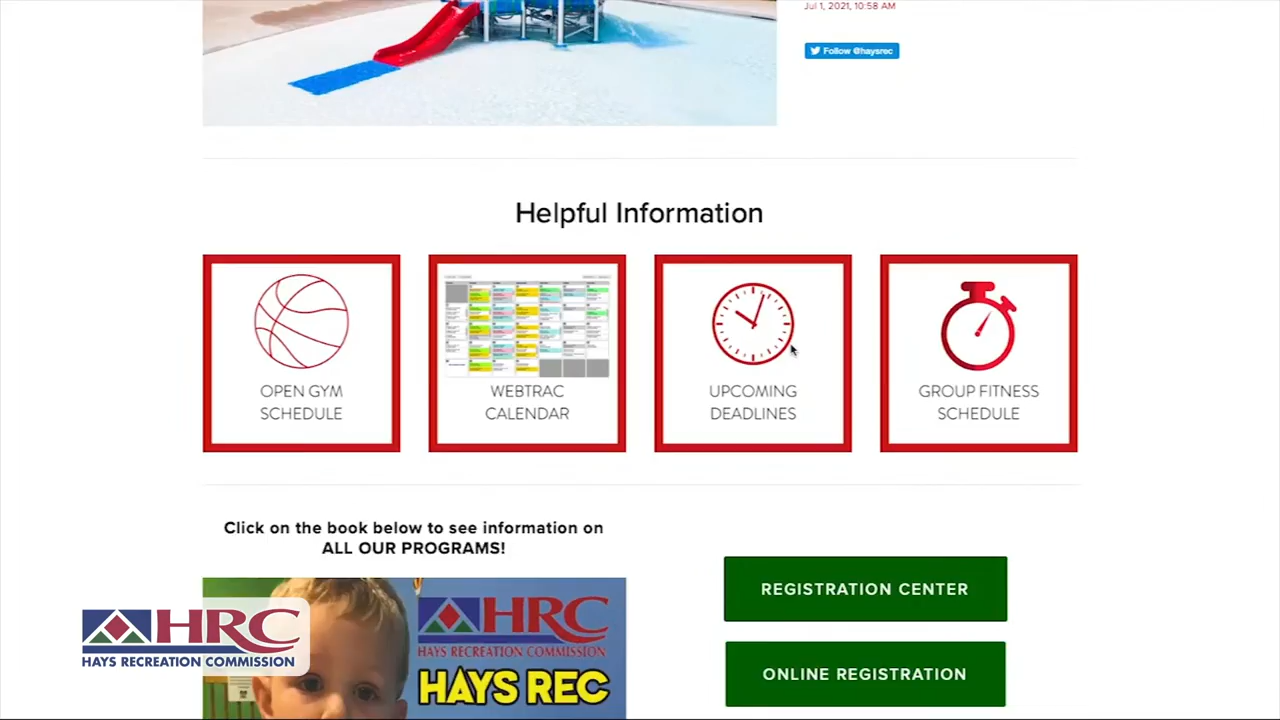 Jul 1, 2021, 10:58 AM
Follow @haysrec
Helpful Information
OPEN GYM
SCHEDULE
WEBTRAC
CALENDAR
UPCOMING
DEADLINES
GROUP FITNESS
SCHEDULE
Click on the book below to see information on
ALL OUR PROGRAMS!
REGISTRATION CENTER
ONLINE REGISTRATION
HRC
HAYS RECREATION COMMISSION
HAYS REC
HRC
HAYS RECREATION COMMISSION